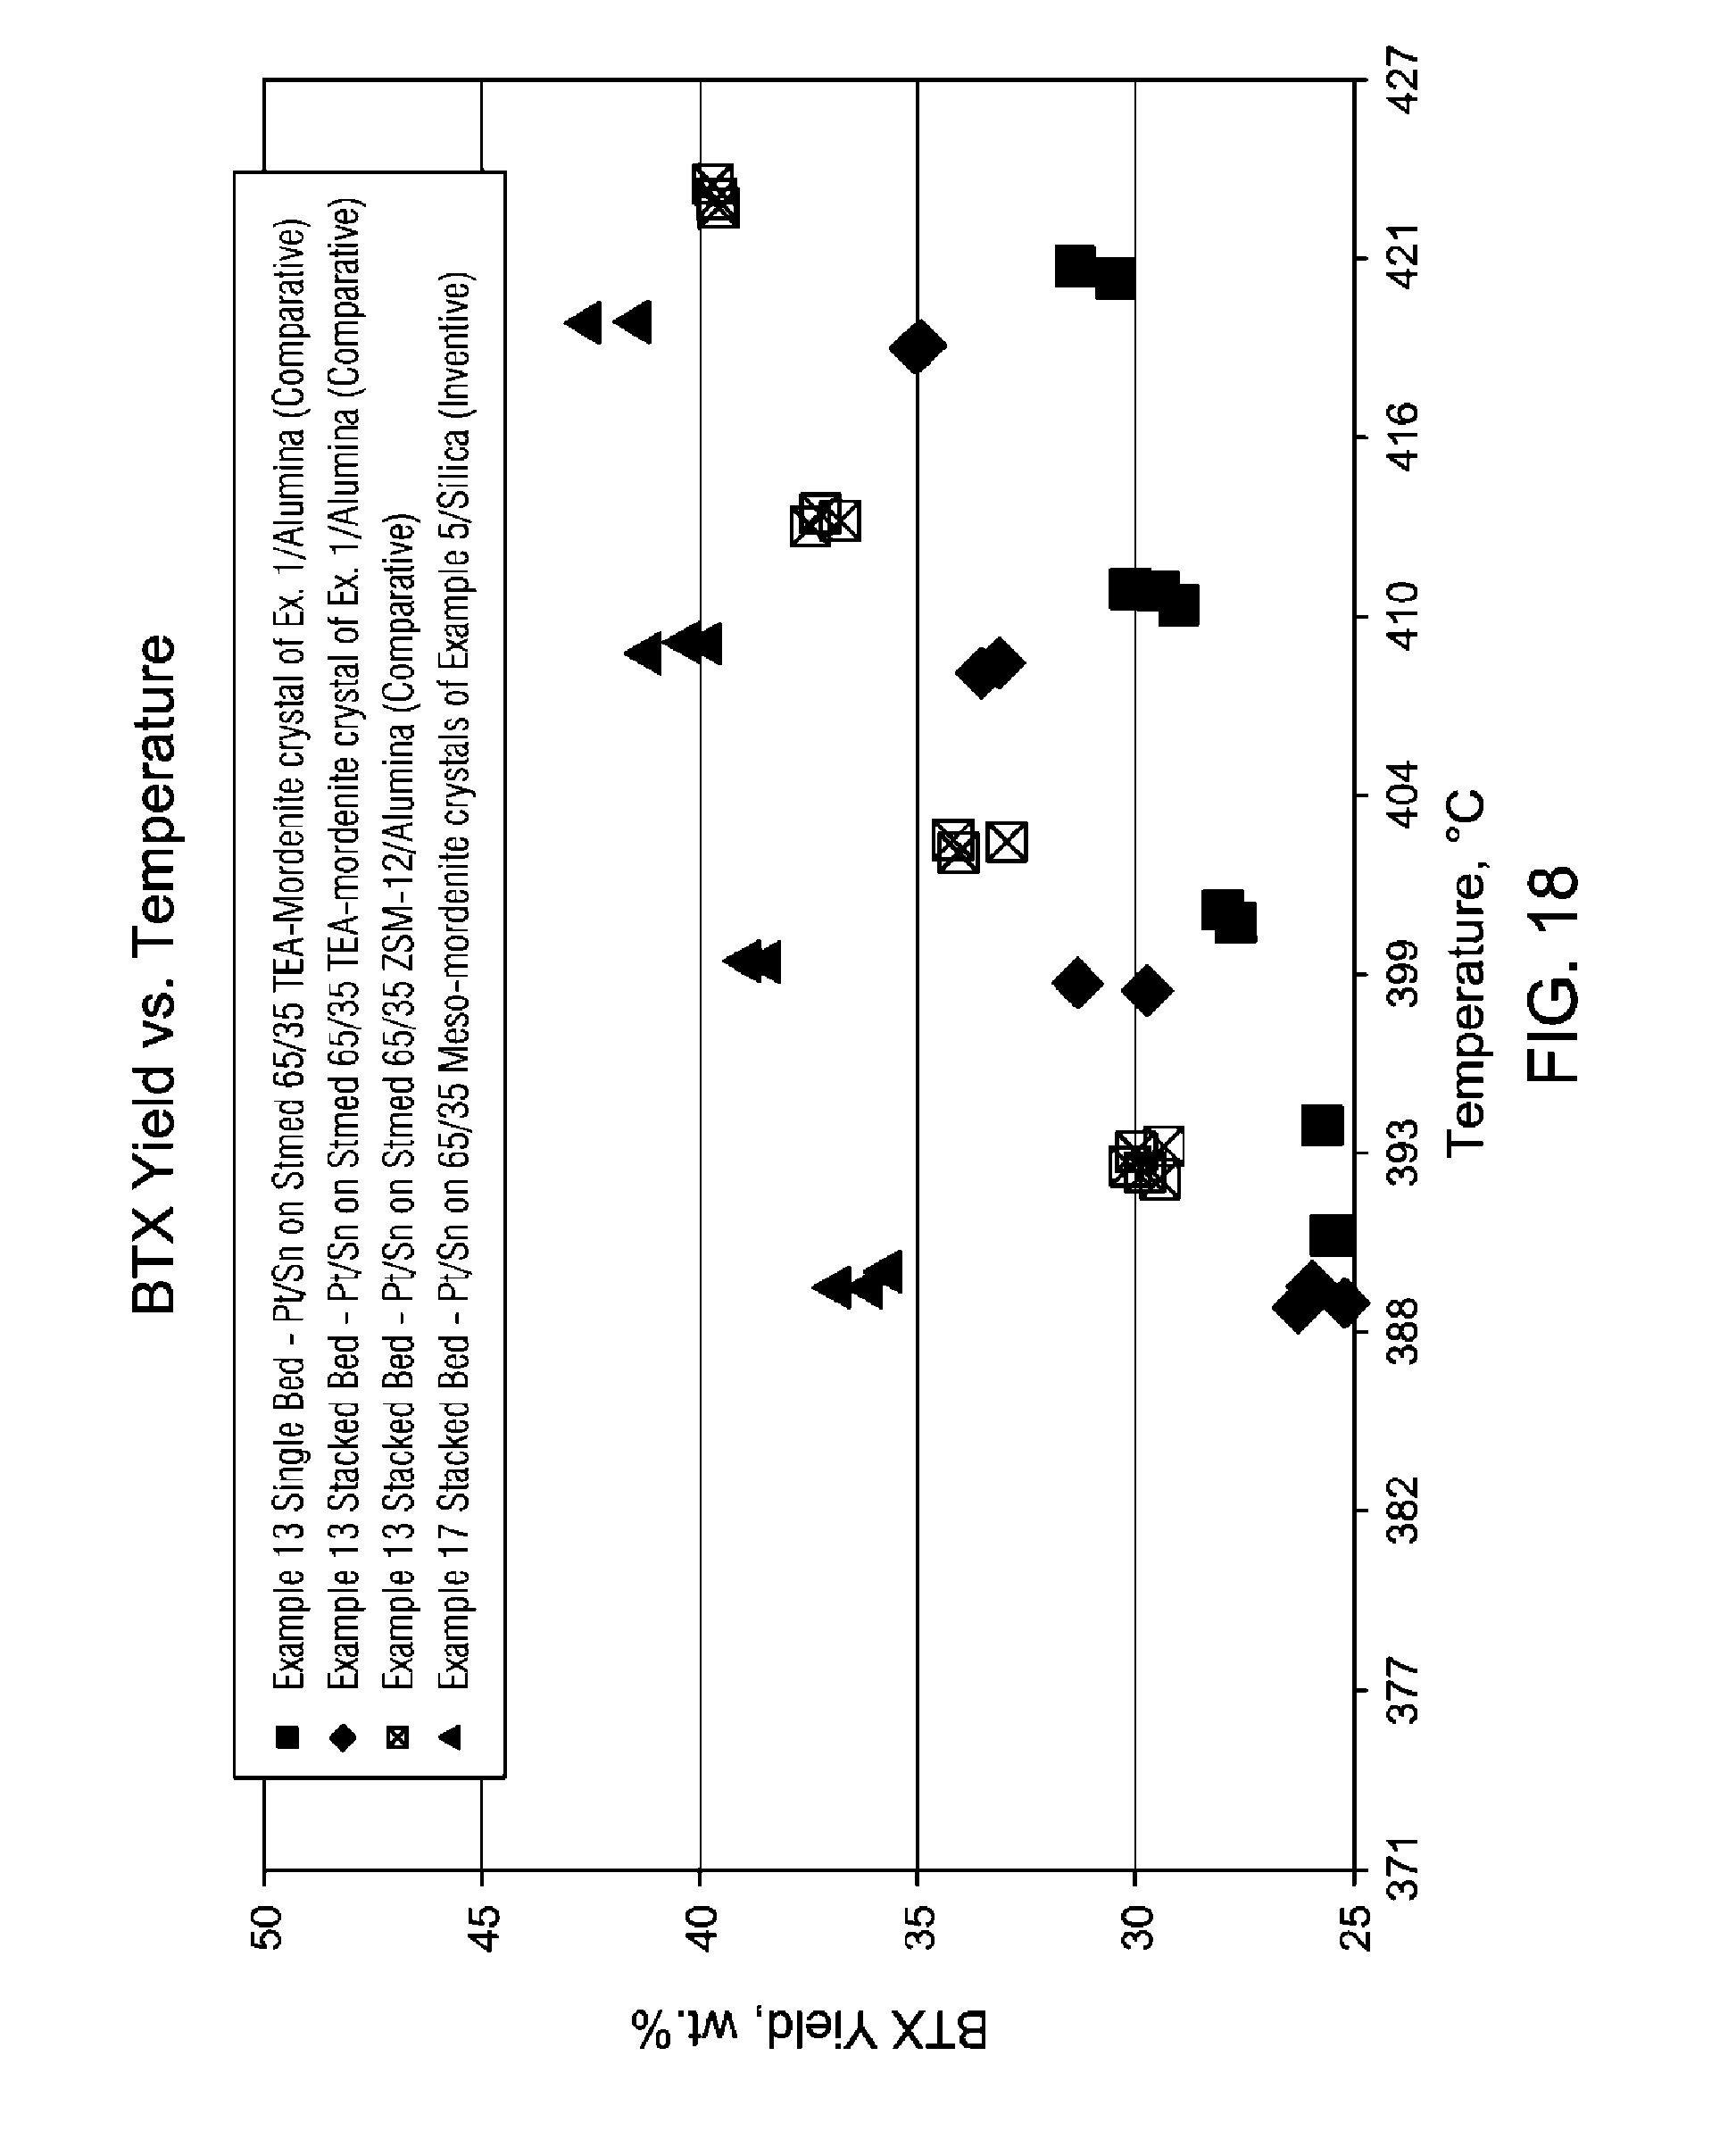 BTX Yield vs. Temperature
Example 13 Single Bed - Pt/Sn on Stmed 65/35 TEA-Mordenite crystal of Ex. 1/Alumina (Comparative)
Example 13 Stacked Bed - Pt/Sn on Stmed 65/35 TEA-mordenite crystal of Ex. 1/Alumina (Comparative)
Example 13 Stacked Bed - Pt/Sn on Stmed 65/35 ZSM-12/Alumina (Comparative)
Example 17 Stacked Bed - Pt/Sn on 65/35 Meso-mordenite crystals of Example 5/Silica (Inventive)
BTX Yield, wt.%
50
45
40
35
30
25
371 377 382 388 393 399 404 410 416 421 427
Temperature, °C
FIG. 18